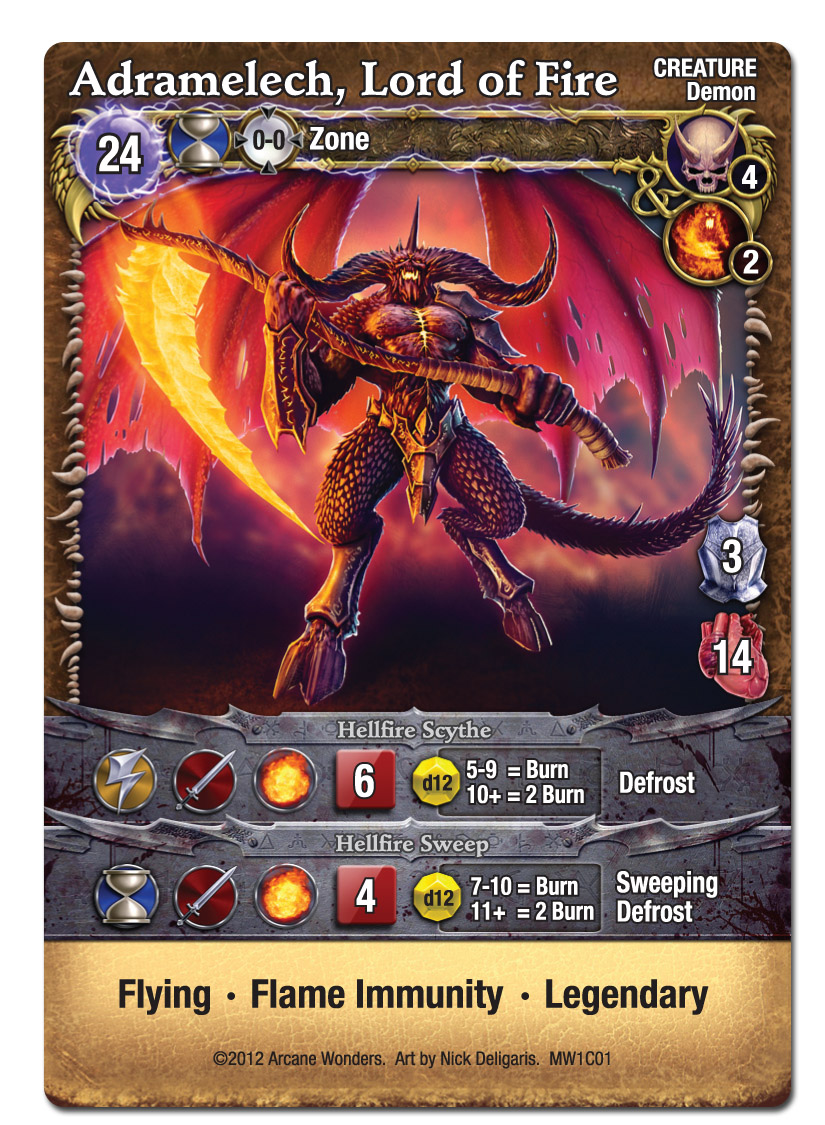 Adramelech, Lord of Fire
CREATURE
Demon
24
0-0 Zone
4
&
2
3
14
Hellfire Scythe
6
d12
5-9 = Burn
10+ = 2 Burn
Defrost
Hellfire Sweep
4
d12
7-10 = Burn
11+ = 2 Burn
Sweeping
Defrost
Flying • Flame Immunity • Legendary
©2012 Arcane Wonders. Art by Nick Deligaris. MW1C01